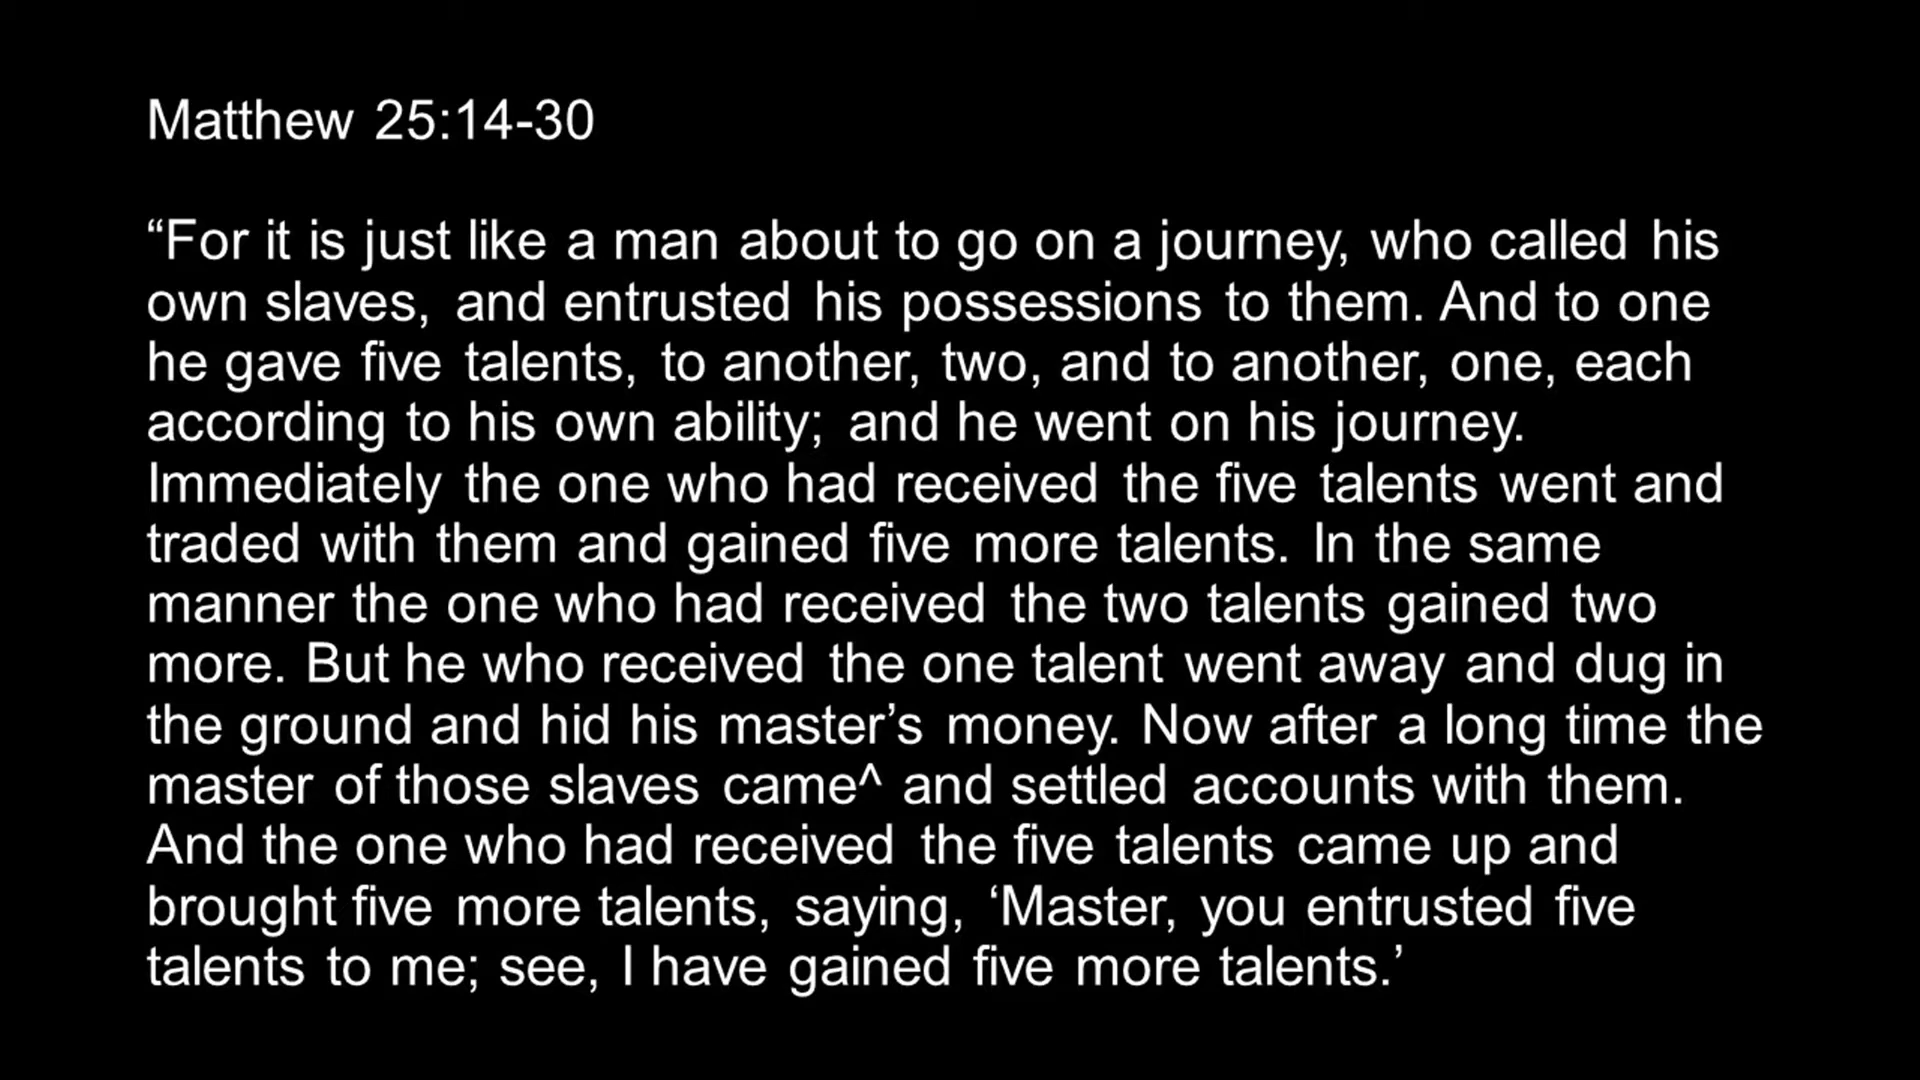 Matthew 25:14-30
“For it is just like a man about to go on a journey, who called his
own slaves, and entrusted his possessions to them. And to one
he gave five talents, to another, two, and to another, one, each
according to his own ability; and he went on his journey.
Immediately the one who had received the five talents went and
traded with them and gained five more talents. In the same
manner the one who had received the two talents gained two
more. But he who received the one talent went away and dug in
the ground and hid his master’s money. Now after a long time the
master of those slaves came^ and settled accounts with them.
And the one who had received the five talents came up and
brought five more talents, saying, ‘Master, you entrusted five
talents to me; see, I have gained five more talents.’